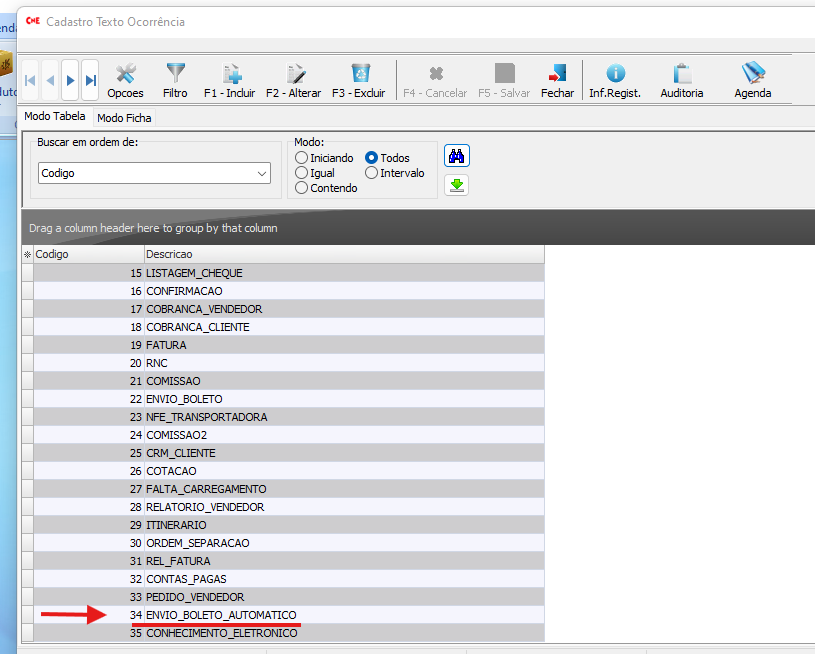 CHE Cadastro Texto Ocorrência
Opcoes
Filtro
F1 - Incluir
F2 - Alterar
F3 - Excluir
F4 - Cancelar
F5 - Salvar
Fechar
Inf.Regist.
Auditoria
Agenda
Modo Tabela
Modo Ficha
Buscar em ordem de:
Codigo
Modo:
Iniciando
Todos
Igual
Intervalo
Contendo
Drag a column header here to group by that column
Codigo Descricao
15 LISTAGEM_CHEQUE
16 CONFIRMACAO
17 COBRANCA_VENDEDOR
18 COBRANCA_CLIENTE
19 FATURA
20 RNC
21 COMISSAO
22 ENVIO_BOLETO
23 NFE_TRANSPORTADORA
24 COMISSAO2
25 CRM_CLIENTE
26 COTACAO
27 FALTA_CARREGAMENTO
28 RELATORIO_VENDEDOR
29 ITINERARIO
30 ORDEM_SEPARACAO
31 REL_FATURA
32 CONTAS_PAGAS
33 PEDIDO_VENDEDOR
34 ENVIO_BOLETO_AUTOMATICO
35 CONHECIMENTO_ELETRONICO